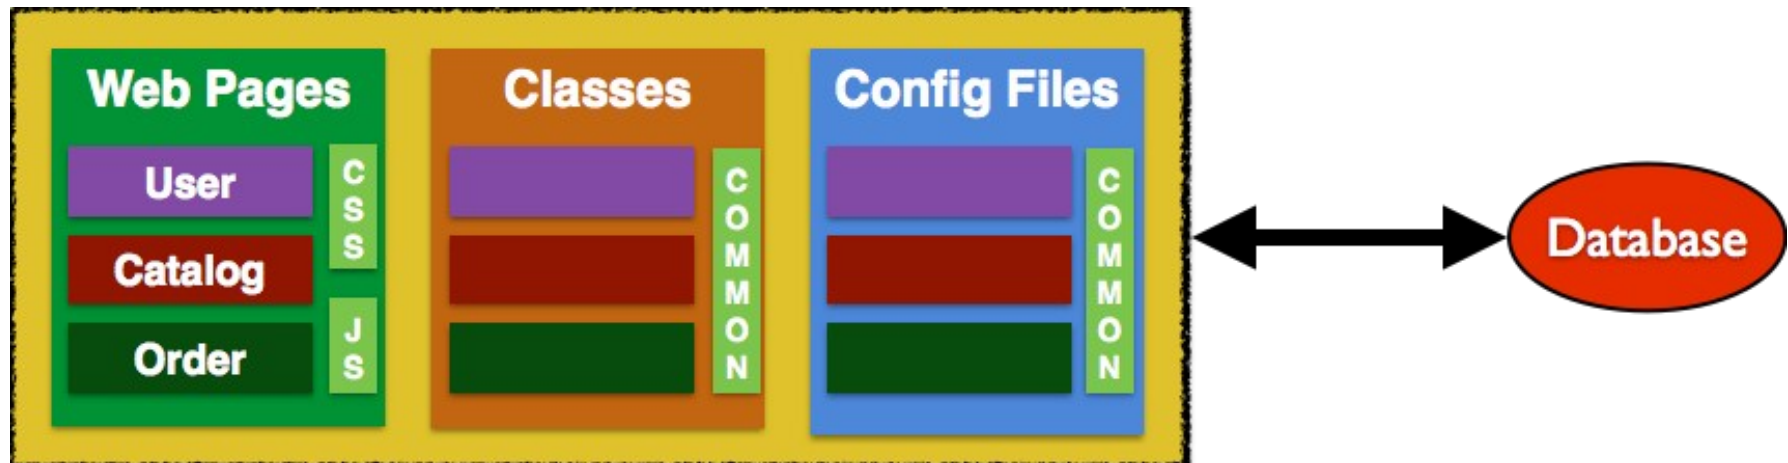 Web Pages
User
Catalog
Order
CSS
JS
Classes
COMMON
Config Files
COMMON
Database